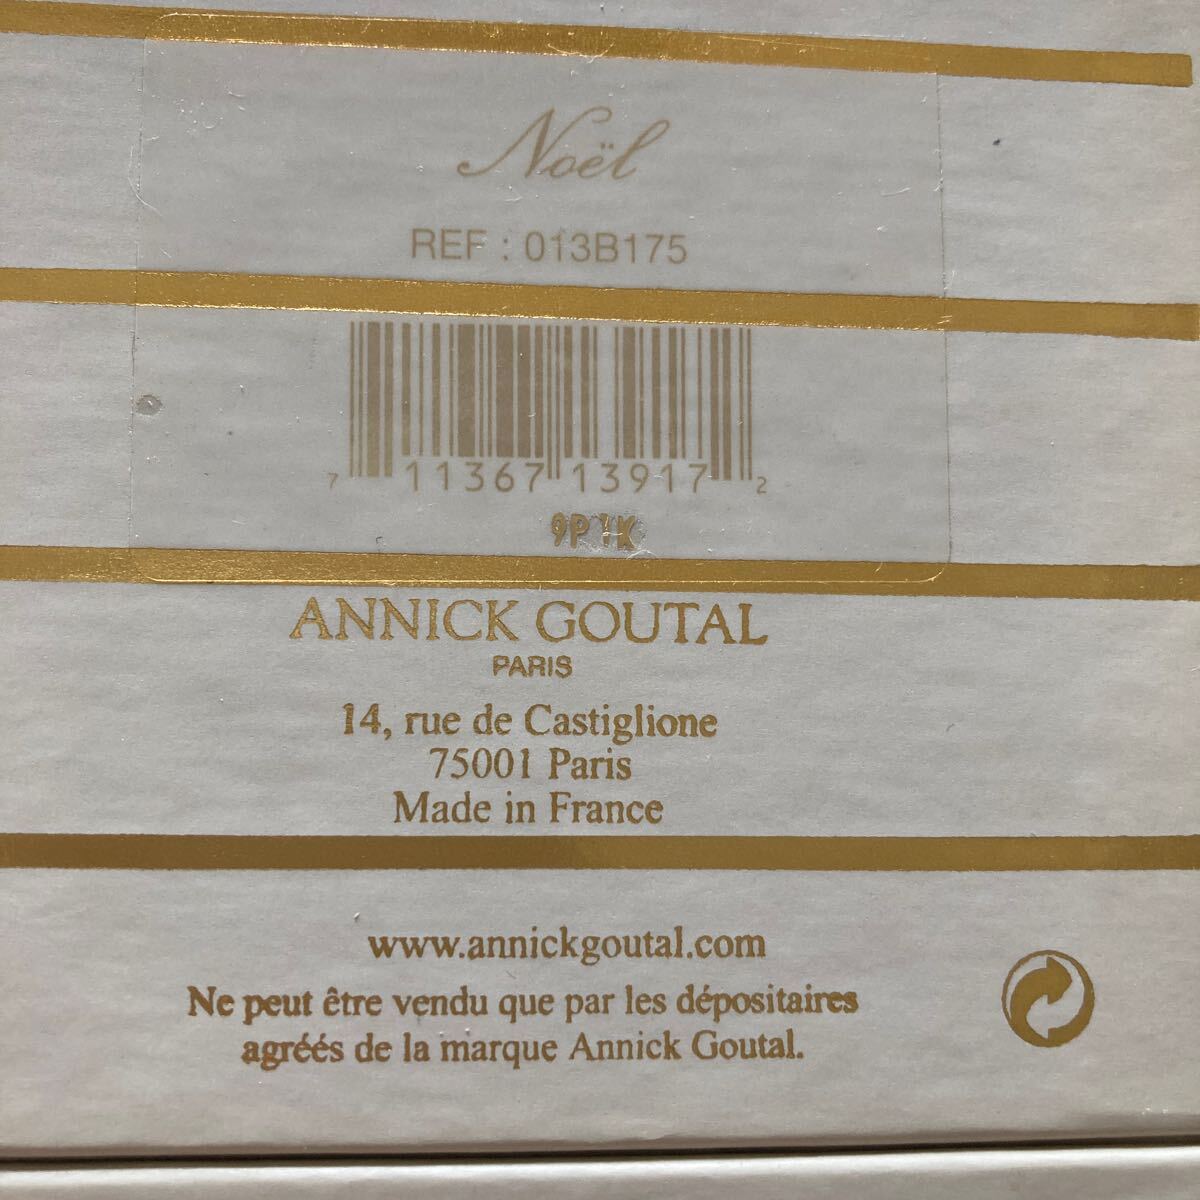 Noël
REF : 013B175
7 11367 13917 2
9P1K
ANNICK GOUTAL
PARIS
14, rue de Castiglione
75001 Paris
Made in France
www.annickgoutal.com
Ne peut être vendu que par les dépositaires
agréés de la marque Annick Goutal.